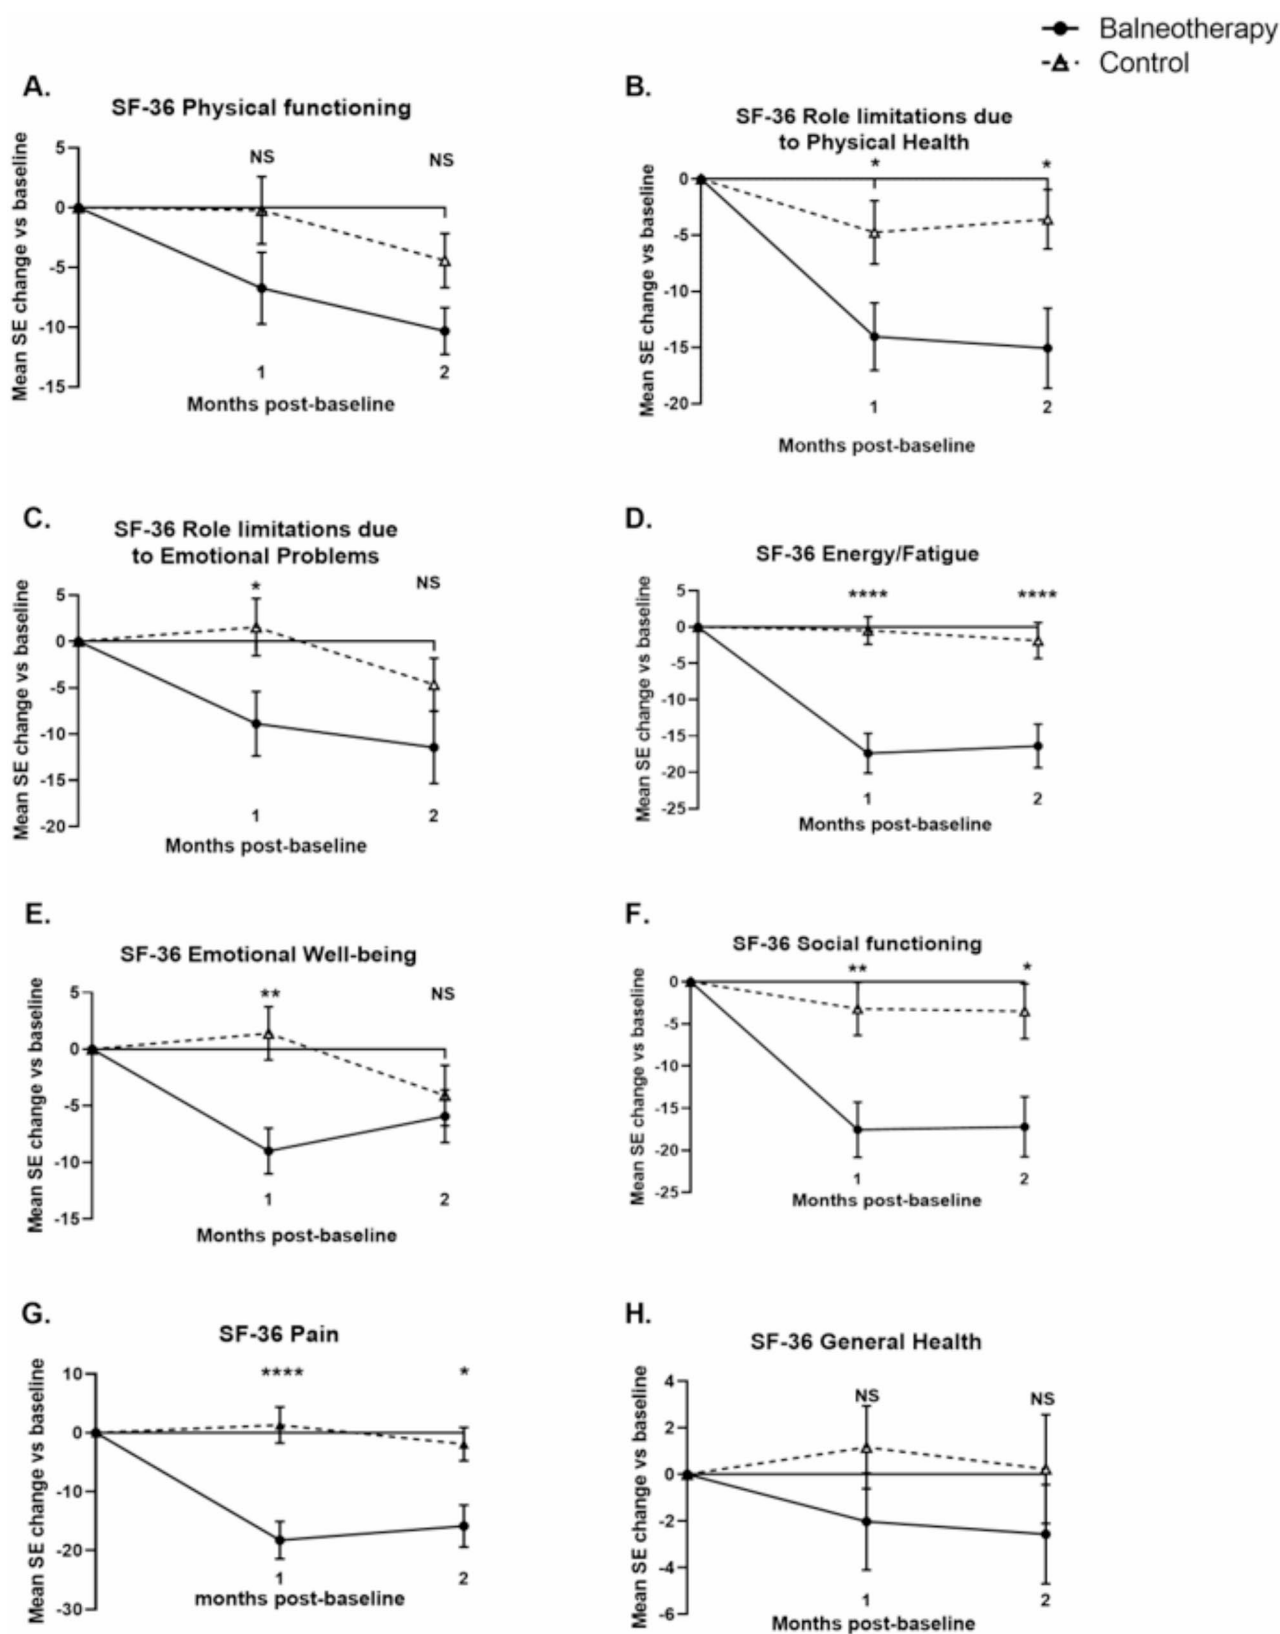 Balneotherapy
Control
A.
SF-36 Physical functioning
Mean SE change vs baseline
5
0
-5
-10
-15
NS
NS
1
2
Months post-baseline
B.
SF-36 Role limitations due
to Physical Health
Mean SE change vs baseline
0
-5
-10
-15
-20
*
*
1
2
Months post-baseline
C.
SF-36 Role limitations due
to Emotional Problems
Mean SE change vs baseline
5
0
-5
-10
-15
-20
*
NS
1
2
Months post-baseline
D.
SF-36 Energy/Fatigue
Mean SE change vs baseline
5
0
-5
-10
-15
-20
-25
****
****
1
2
Months post-baseline
E.
SF-36 Emotional Well-being
Mean SE change vs baseline
5
0
-5
-10
-15
**
NS
1
2
Months post-baseline
F.
SF-36 Social functioning
Mean SE change vs baseline
0
-5
-10
-15
-20
-25
**
*
1
2
Months post-baseline
G.
SF-36 Pain
Mean SE change vs baseline
10
0
-10
-20
-30
****
*
1
2
months post-baseline
H.
SF-36 General Health
Mean SE change vs baseline
4
2
0
-2
-4
-6
NS
NS
1
2
Months post-baseline